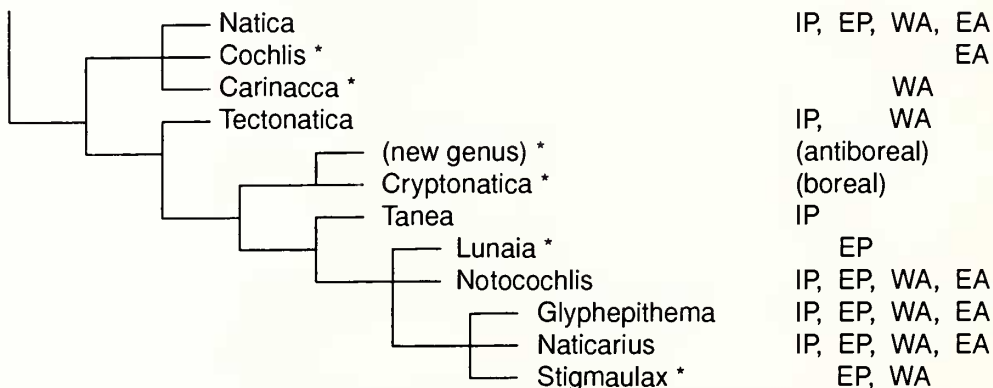 Natica IP, EP, WA, EA
Cochlis * EA
Carinacca * WA
Tectonatica IP, WA
(new genus) * (antiboreal)
Cryptonatica * (boreal)
Tanea IP
Lunaia * EP
Notocochlis IP, EP, WA, EA
Glyphepithema IP, EP, WA, EA
Naticarius IP, EP, WA, EA
Stigmaulax * EP, WA